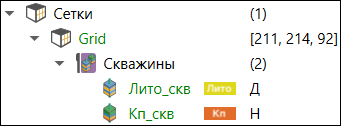 Сетки (1)
Grid [211, 214, 92]
Скважины (2)
Лито_скв Лито Д
Кп_скв Кп Н